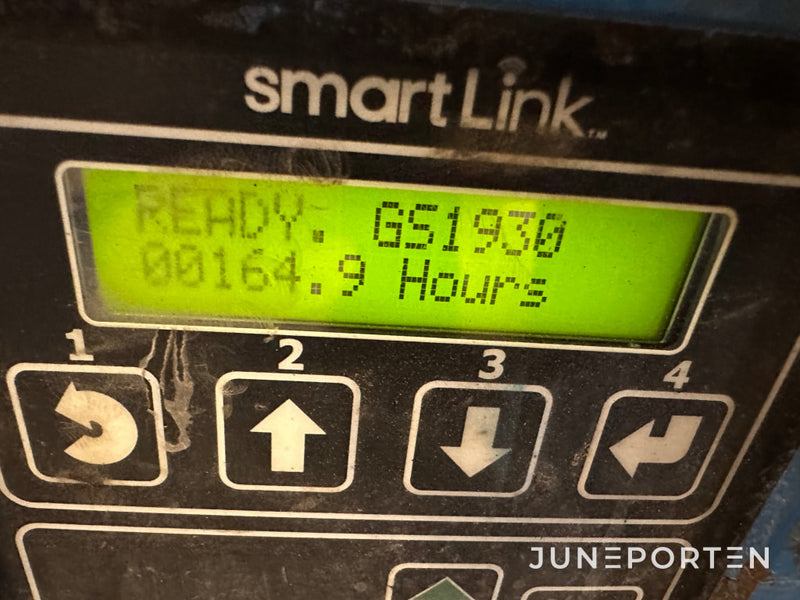 smartLink™
READY: GS1930
00164.9 Hours
1 2 3 4
JUNEPORTEN